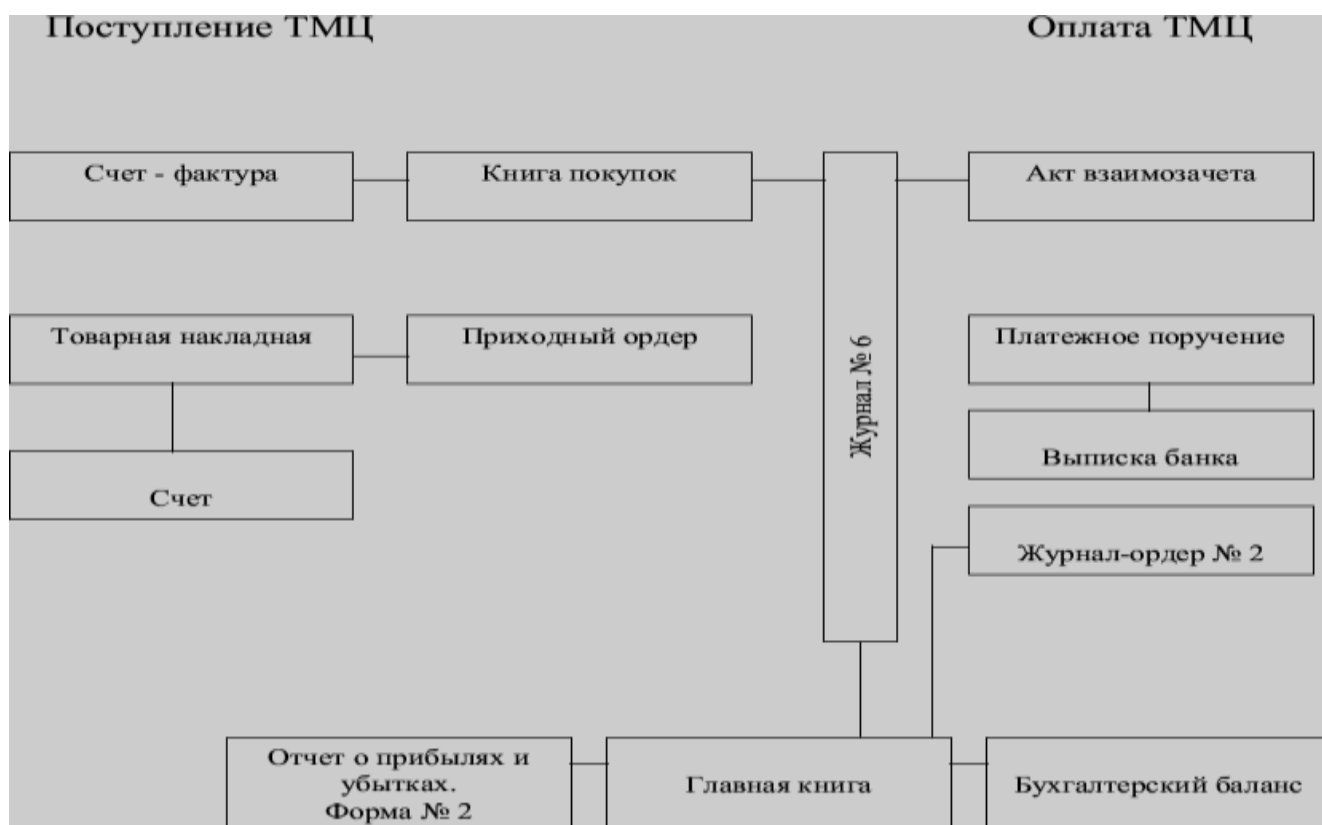 Поступление ТМЦ
Оплата ТМЦ
Счет - фактура
Книга покупок
Акт взаимозачета
Товарная накладная
Приходный ордер
Журнал № 6
Платежное поручение
Выписка банка
Счет
Журнал-ордер № 2
Отчет о прибылях и
убытках.
Форма № 2
Главная книга
Бухгалтерский баланс